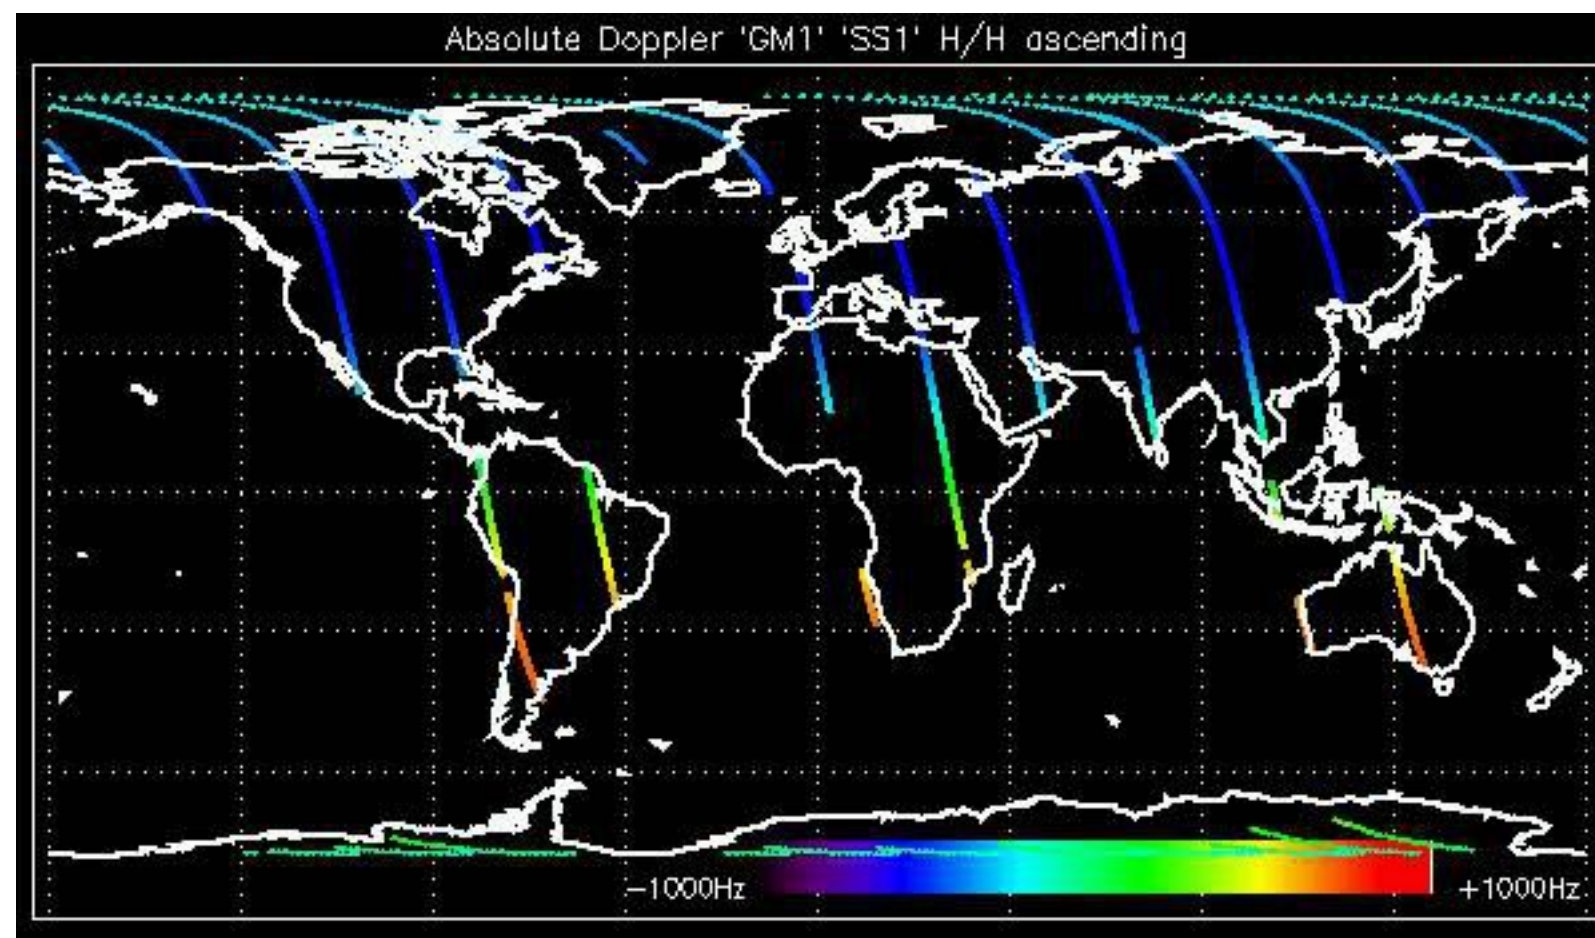 Absolute Doppler 'GM1' 'SS1' H/H ascending
−1000Hz
+1000Hz